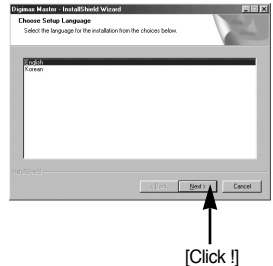 Digimax Master - InstallShield Wizard
Choose Setup Language
Select the language for the installation from the choices below.
English
Korean
InstallShield
< Back
Next >
Cancel
[Click !]